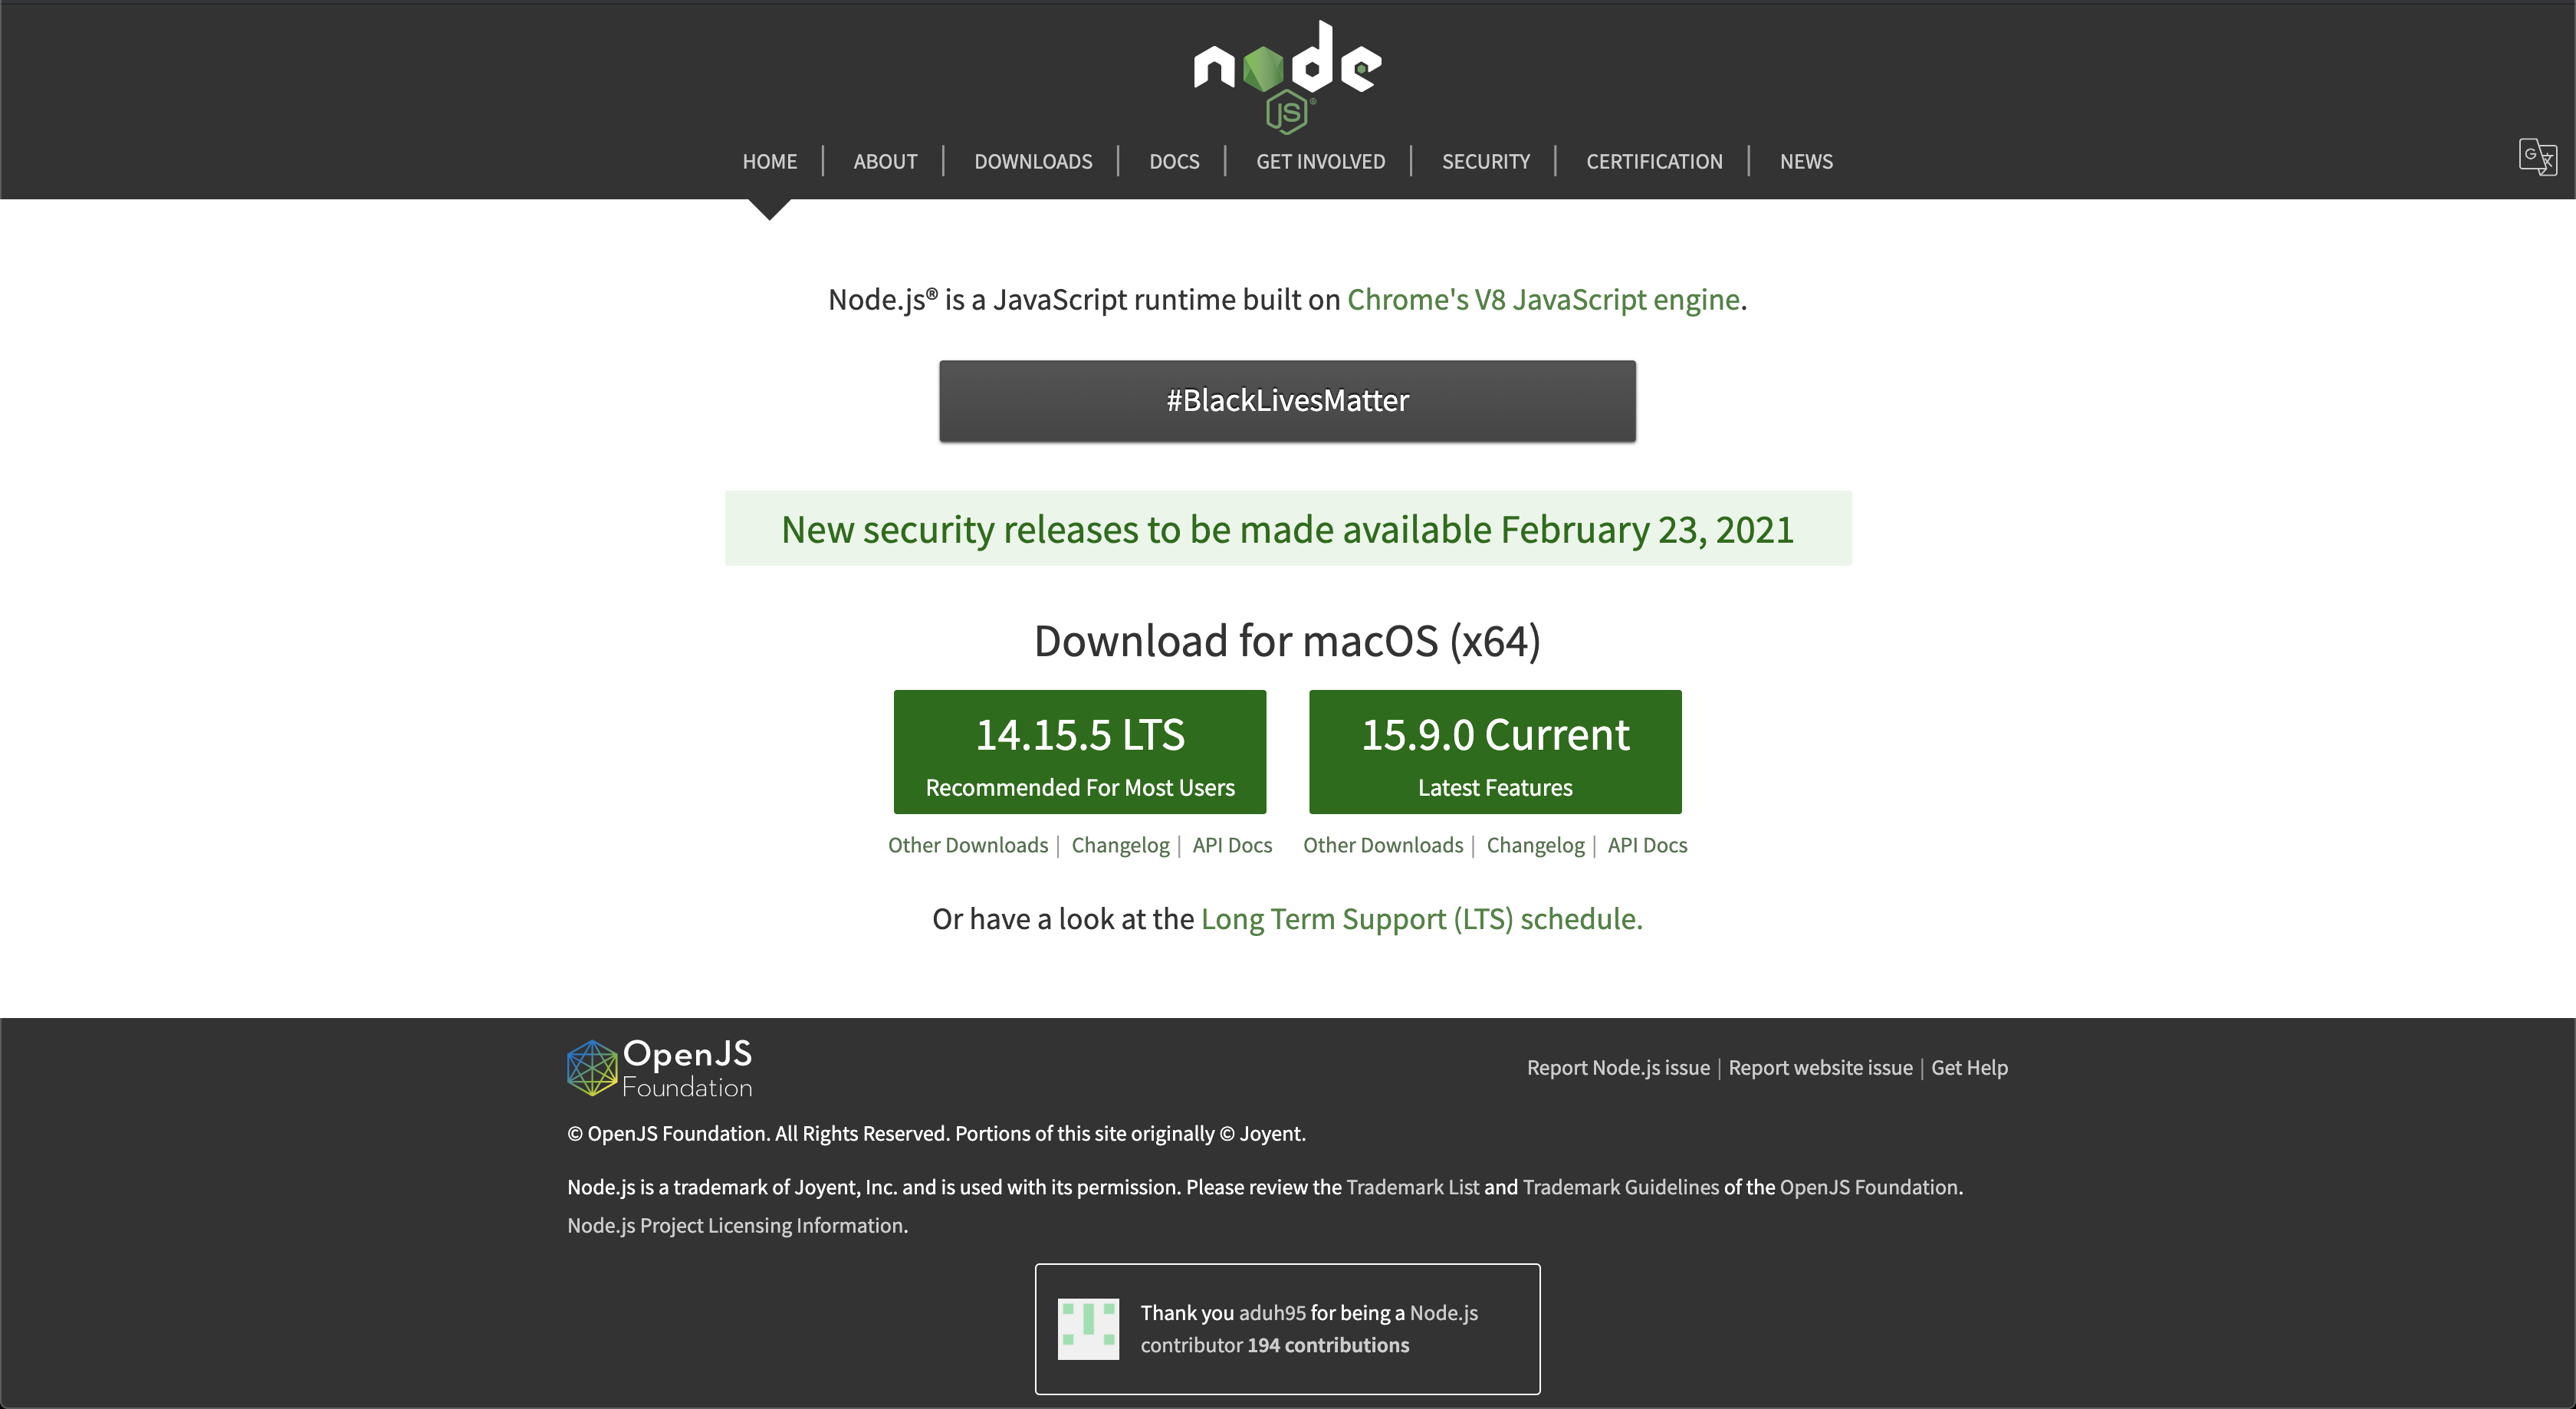 node
JS®
HOME | ABOUT | DOWNLOADS | DOCS | GET INVOLVED | SECURITY | CERTIFICATION | NEWS
G文
Node.js® is a JavaScript runtime built on Chrome's V8 JavaScript engine.
#BlackLivesMatter
New security releases to be made available February 23, 2021
Download for macOS (x64)
14.15.5 LTS
Recommended For Most Users
Other Downloads | Changelog | API Docs
15.9.0 Current
Latest Features
Other Downloads | Changelog | API Docs
Or have a look at the Long Term Support (LTS) schedule.
OpenJS
Foundation
Report Node.js issue | Report website issue | Get Help
© OpenJS Foundation. All Rights Reserved. Portions of this site originally © Joyent.
Node.js is a trademark of Joyent, Inc. and is used with its permission. Please review the Trademark List and Trademark Guidelines of the OpenJS Foundation.
Node.js Project Licensing Information.
Thank you aduh95 for being a Node.js
contributor 194 contributions